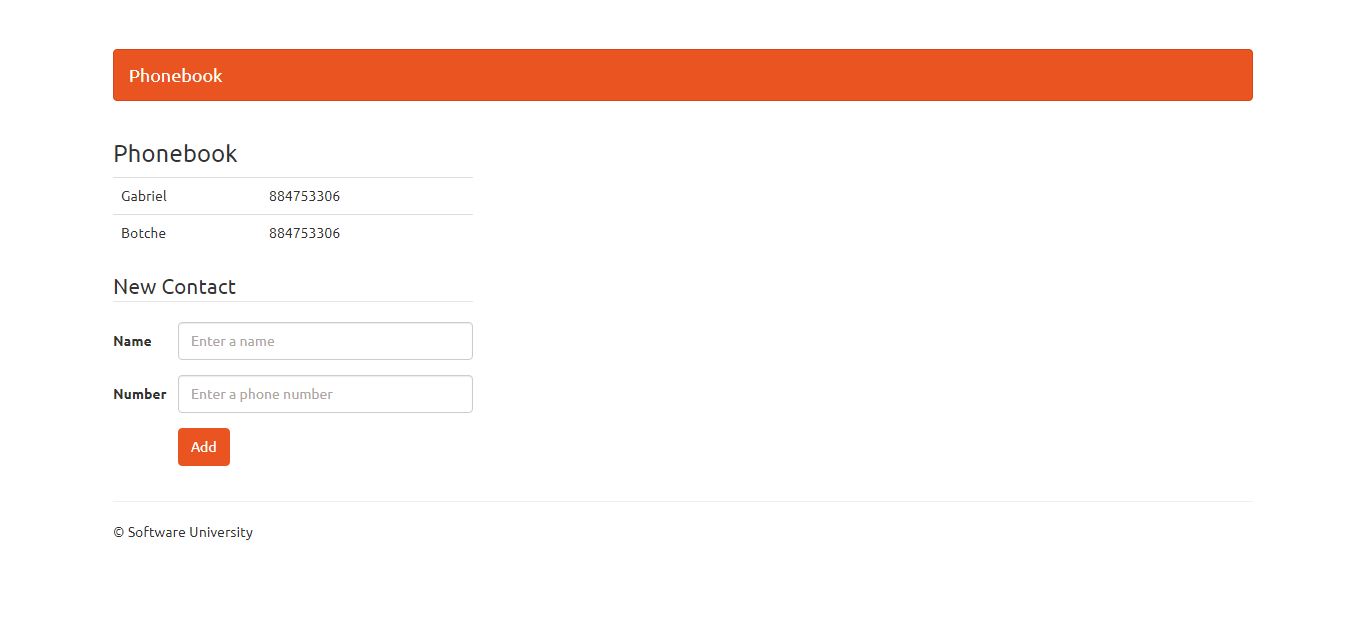 Phonebook
Phonebook
Gabriel 884753306
Botche 884753306
New Contact
Name Enter a name
Number Enter a phone number
Add
© Software University